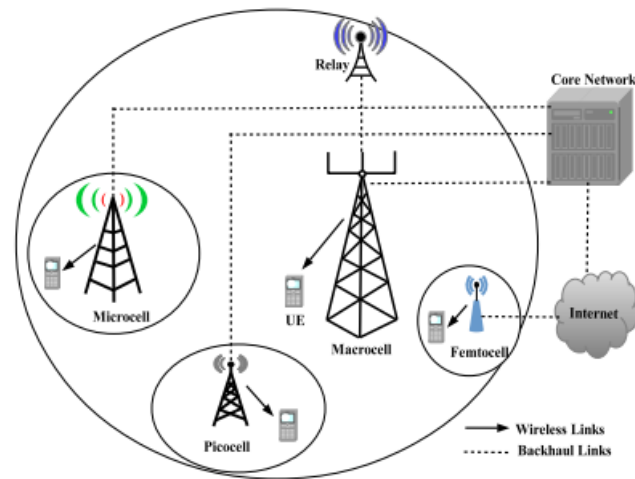 Relay
Core Network
Microcell
UE
Macrocell
Femtocell
Internet
Picocell
Wireless Links
Backhaul Links